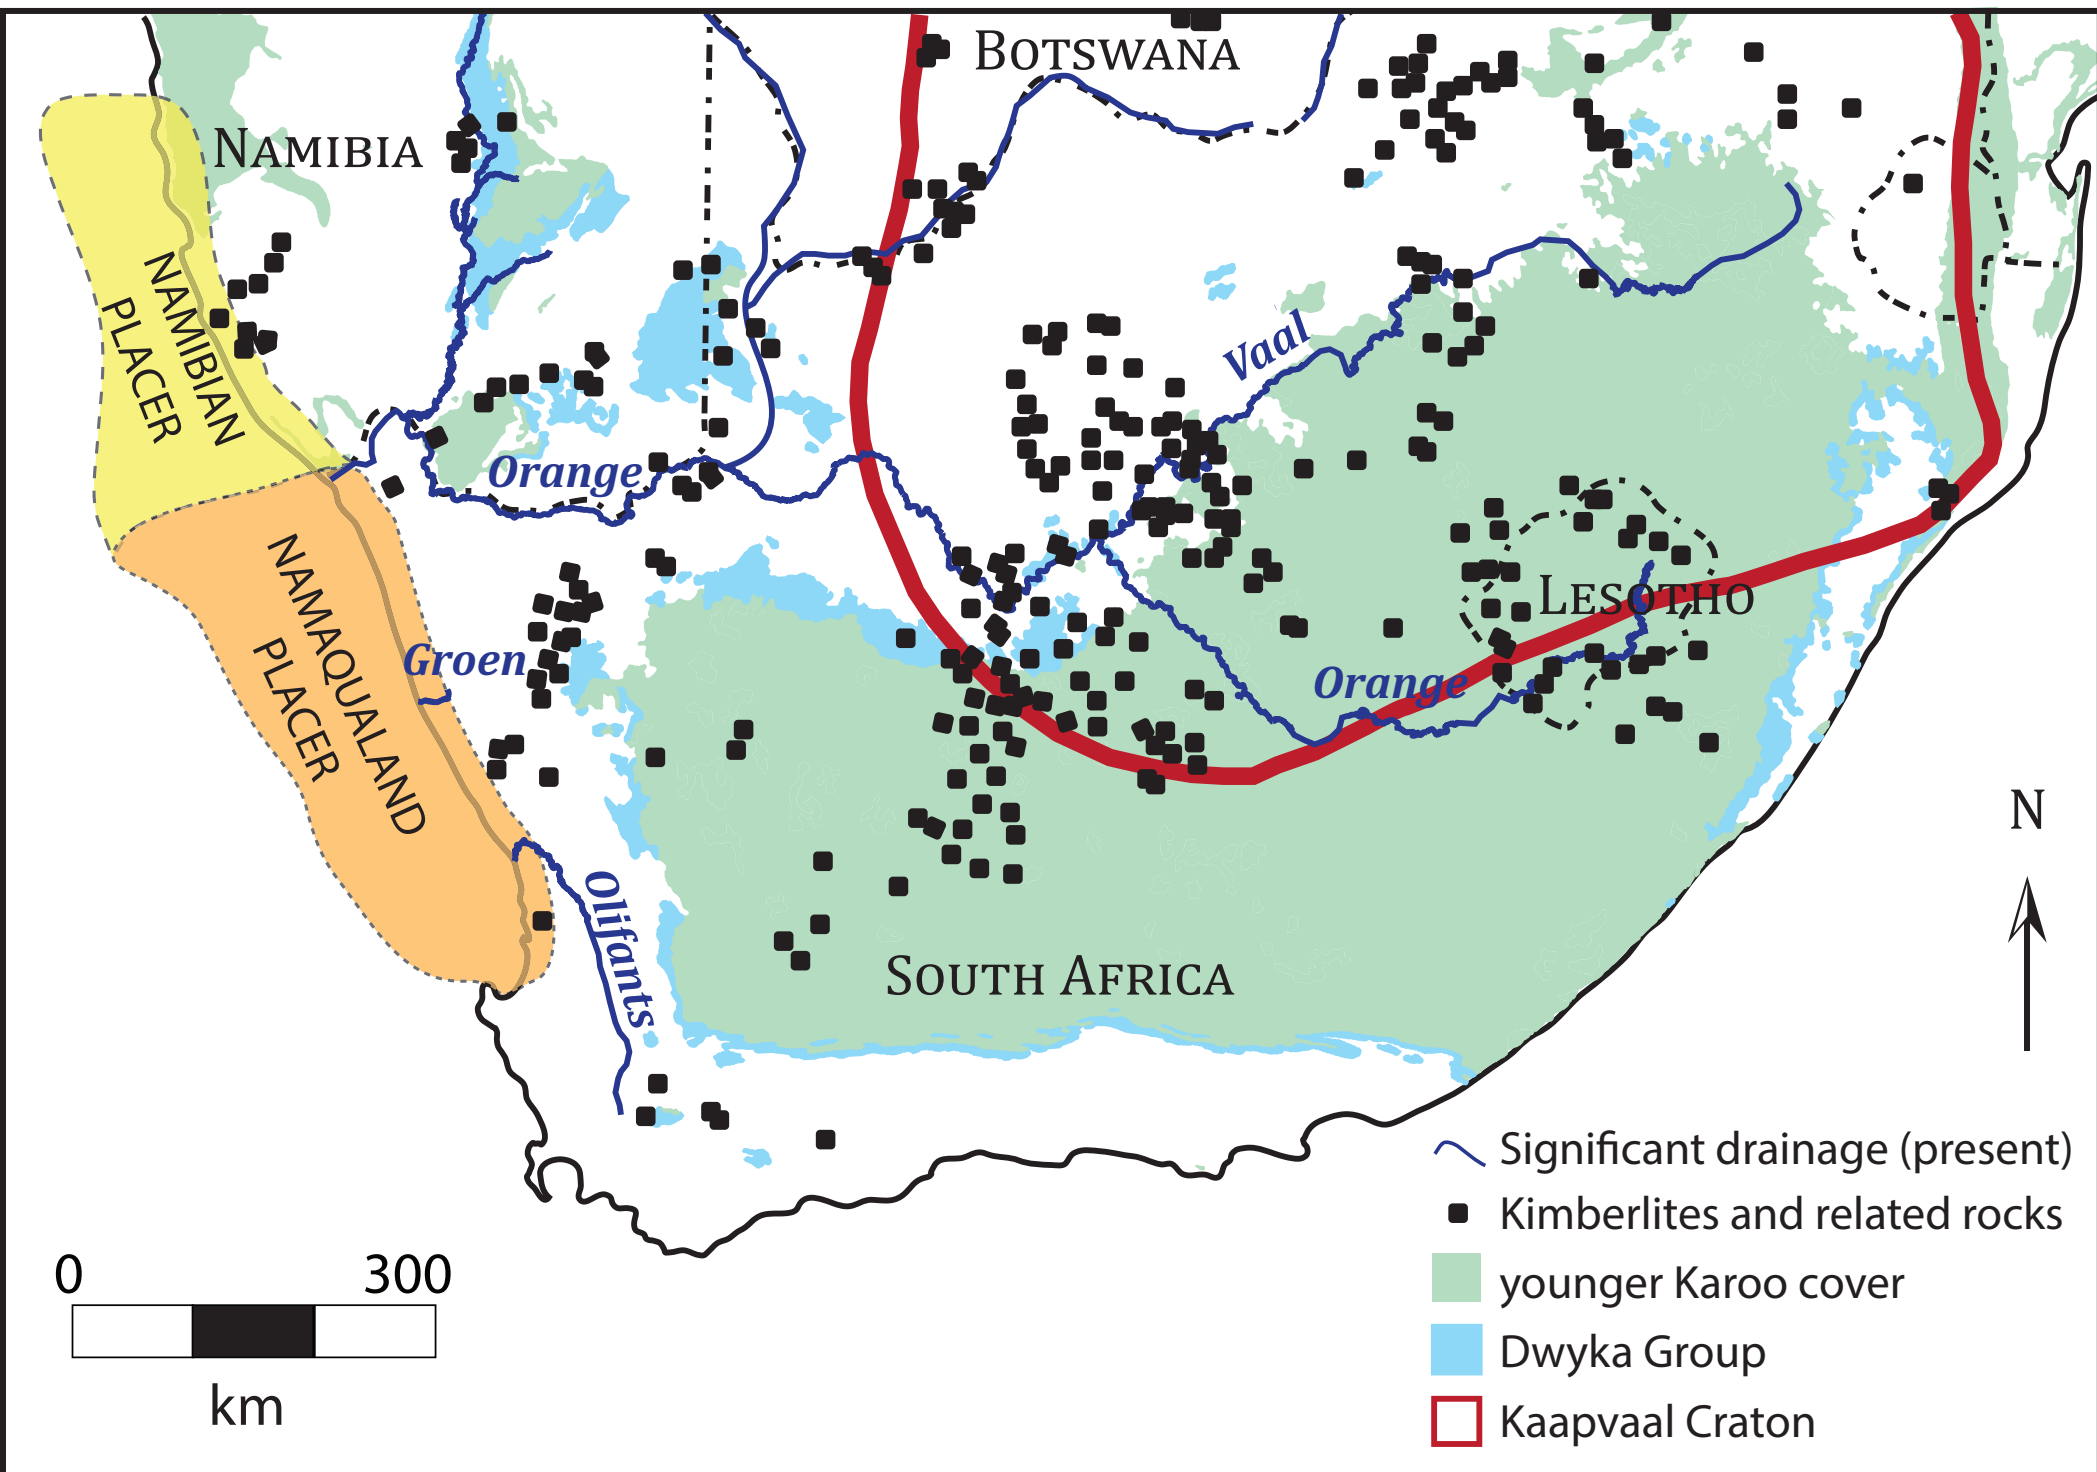 BOTSWANA
NAMIBIA
NAMIBIAN
PLACER
Vaal
Orange
NAMAQUALAND
PLACER
Groen
LESOTHO
Orange
Olifants
SOUTH AFRICA
N
Significant drainage (present)
Kimberlites and related rocks
younger Karoo cover
Dwyka Group
Kaapvaal Craton
0 300
km